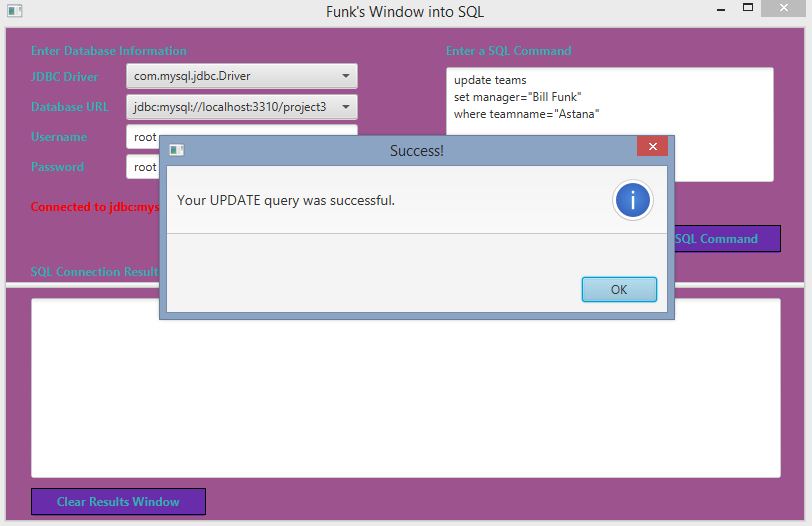 Funk's Window into SQL
Enter Database Information
JDBC Driver
com.mysql.jdbc.Driver
Database URL
jdbc:mysql://localhost:3310/project3
Username
root
Password
root
Connected to jdbc:mys
SQL Connection Result
Enter a SQL Command
update teams
set manager="Bill Funk"
where teamname="Astana"
SQL Command
Success!
Your UPDATE query was successful.
OK
Clear Results Window